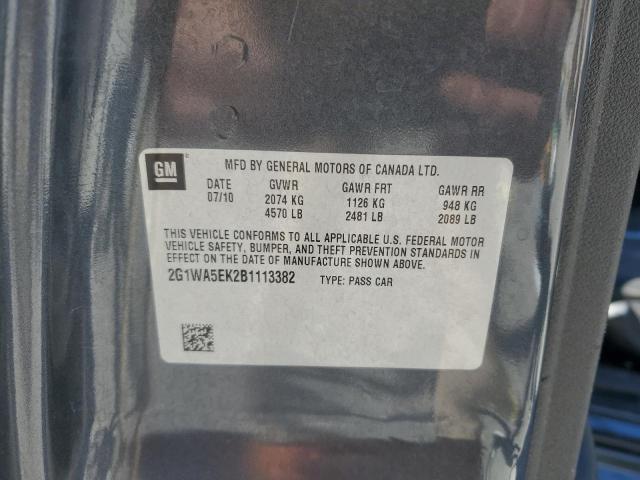 GM
MFD BY GENERAL MOTORS OF CANADA LTD.
DATE GVWR GAWR FRT GAWR RR
07/10 2074 KG 1126 KG 948 KG
4570 LB 2481 LB 2089 LB
THIS VEHICLE CONFORMS TO ALL APPLICABLE U.S. FEDERAL MOTOR
VEHICLE SAFETY, BUMPER, AND THEFT PREVENTION STANDARDS IN
EFFECT ON THE DATE OF MANUFACTURE SHOWN ABOVE.
2G1WA5EK2B1113382 TYPE: PASS CAR